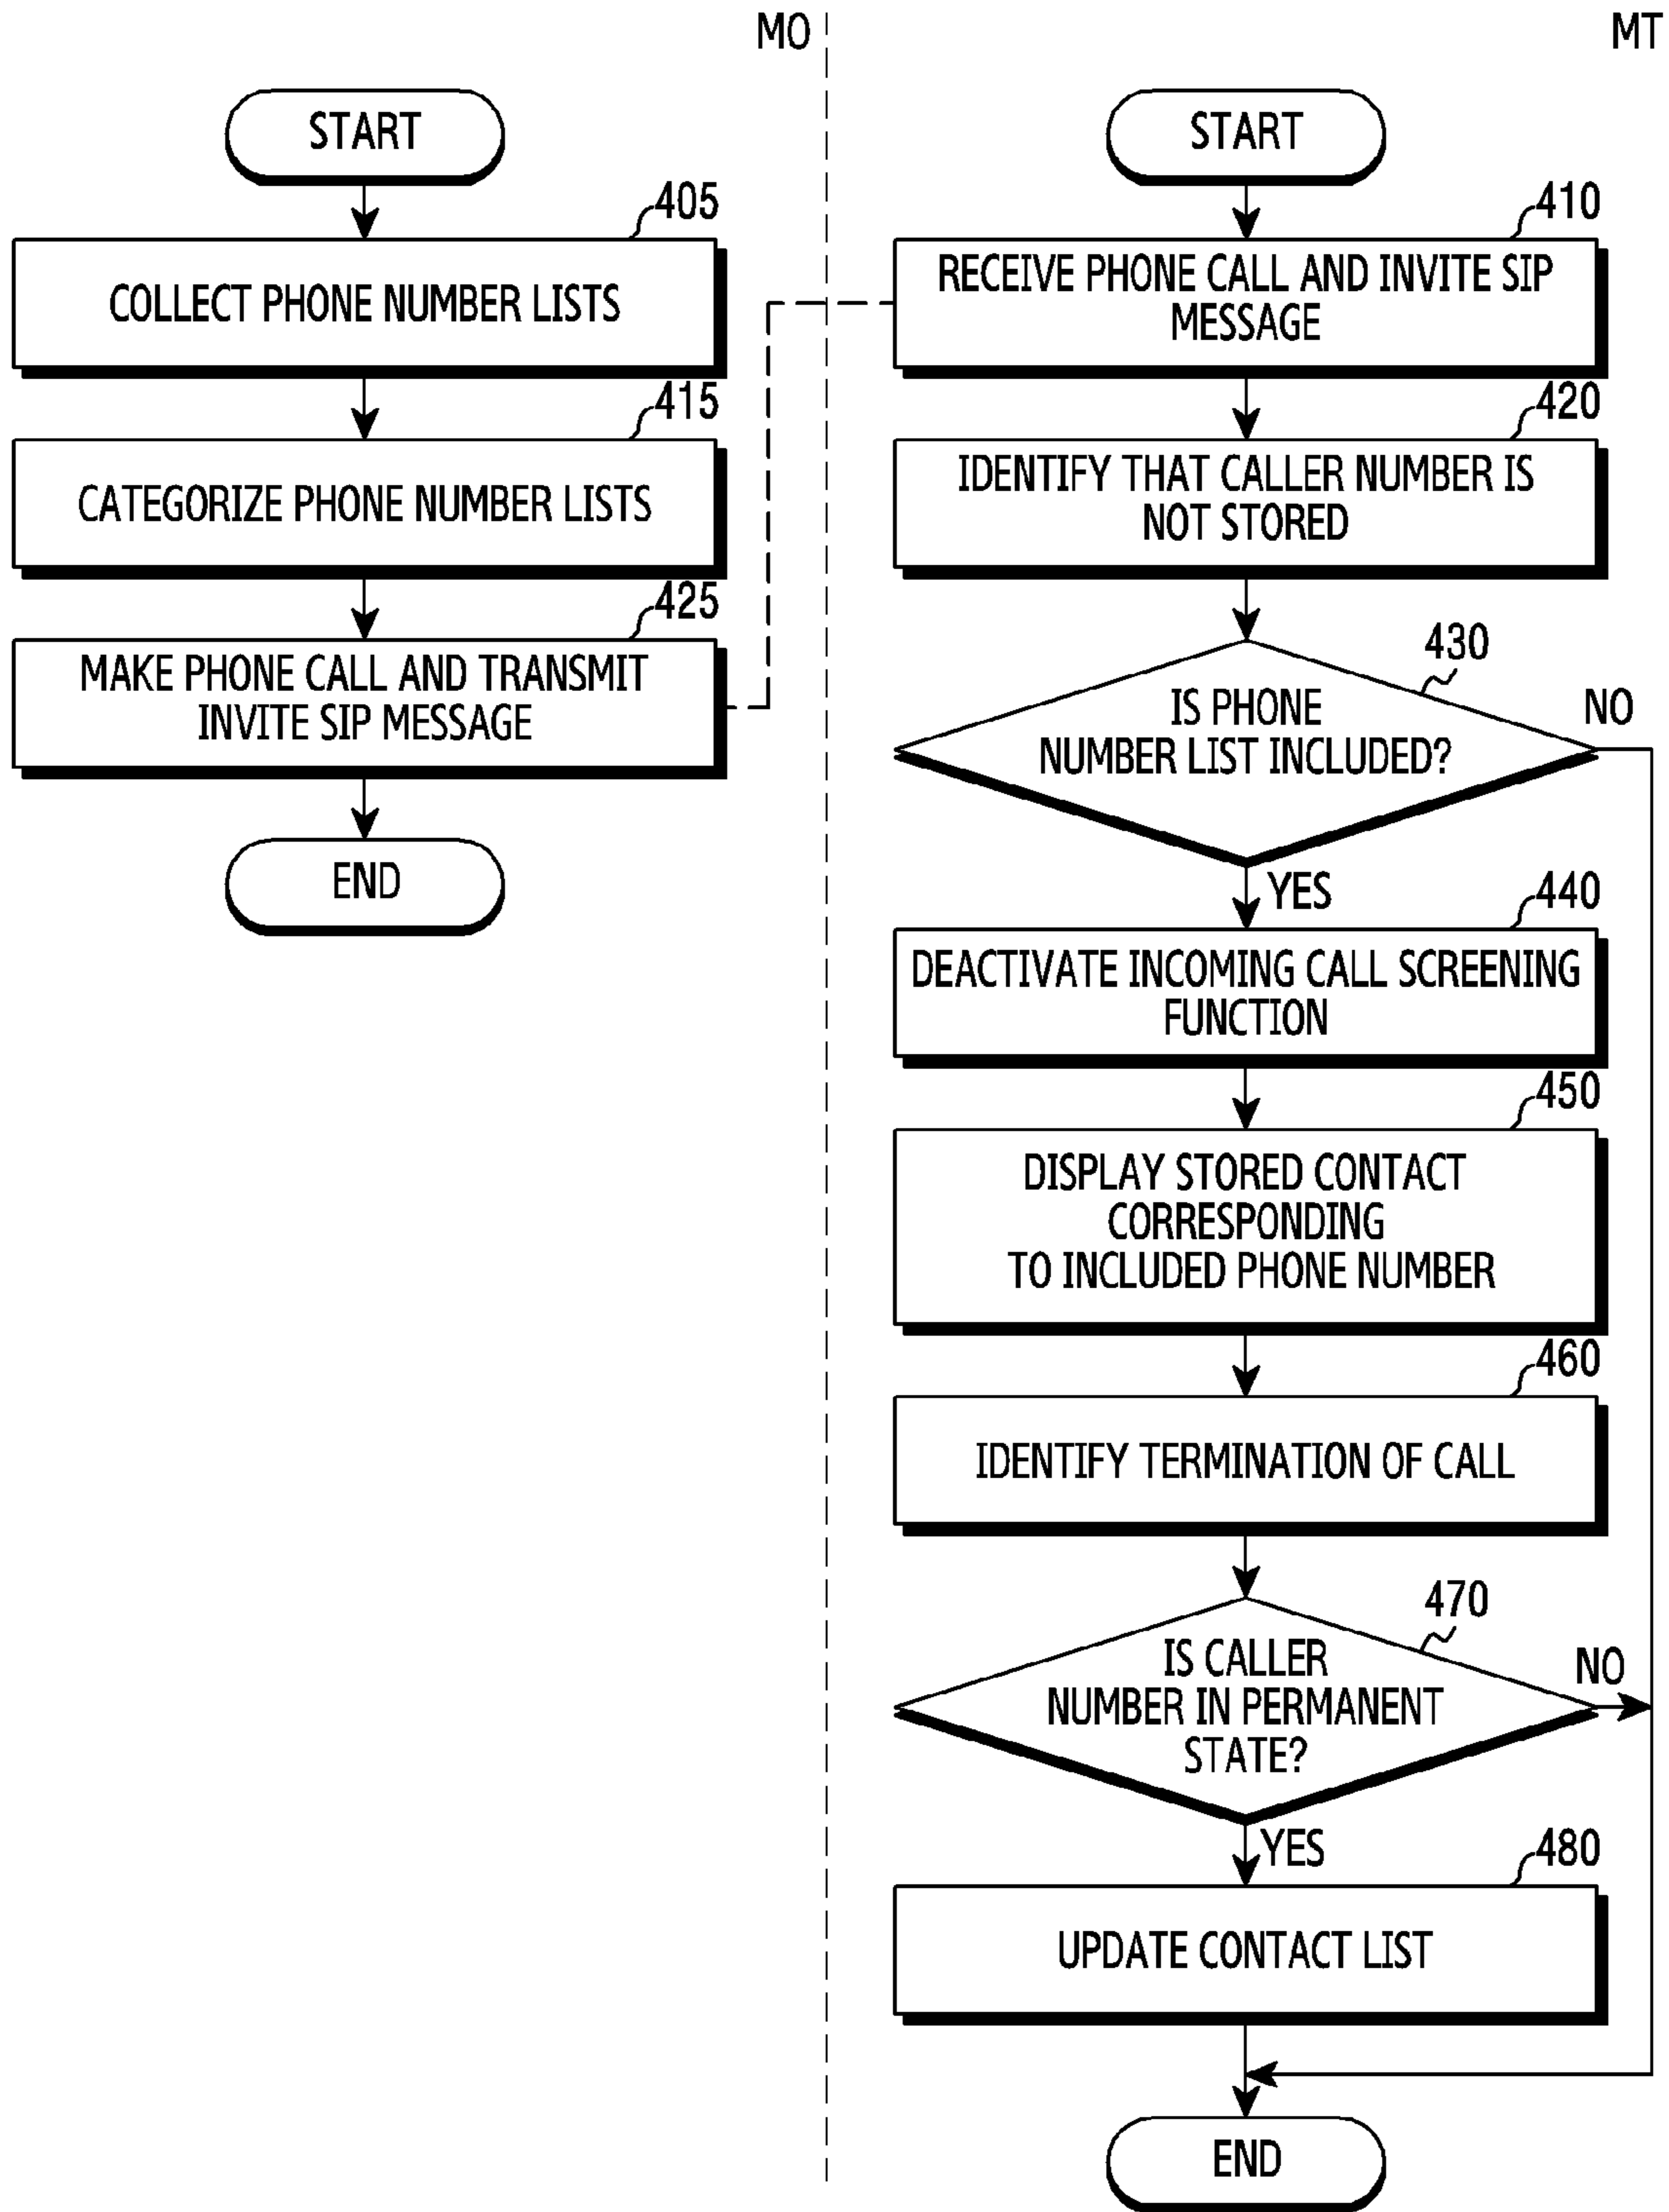 MO
START
405
COLLECT PHONE NUMBER LISTS
415
CATEGORIZE PHONE NUMBER LISTS
425
MAKE PHONE CALL AND TRANSMIT
INVITE SIP MESSAGE
END
MT
START
410
RECEIVE PHONE CALL AND INVITE SIP
MESSAGE
420
IDENTIFY THAT CALLER NUMBER IS
NOT STORED
430
IS PHONE
NUMBER LIST INCLUDED?
NO
YES
440
DEACTIVATE INCOMING CALL SCREENING
FUNCTION
450
DISPLAY STORED CONTACT
CORRESPONDING
TO INCLUDED PHONE NUMBER
460
IDENTIFY TERMINATION OF CALL
470
IS CALLER
NUMBER IN PERMANENT
STATE?
NO
YES
480
UPDATE CONTACT LIST
END